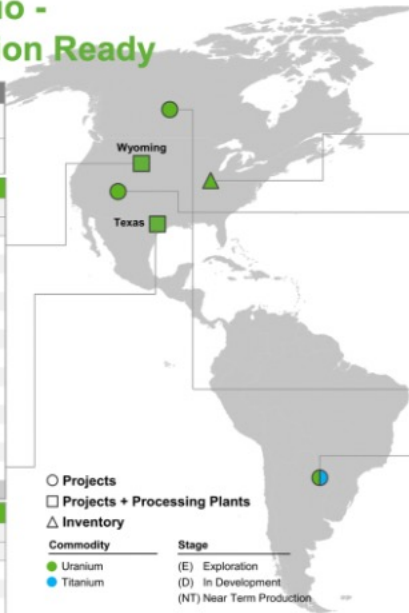 io -
on Ready
Wyoming
Texas
Projects
Projects + Processing Plants
Inventory
Commodity
Stage
Uranium
(E) Exploration
Titanium
(D) In Development
(NT) Near Term Production